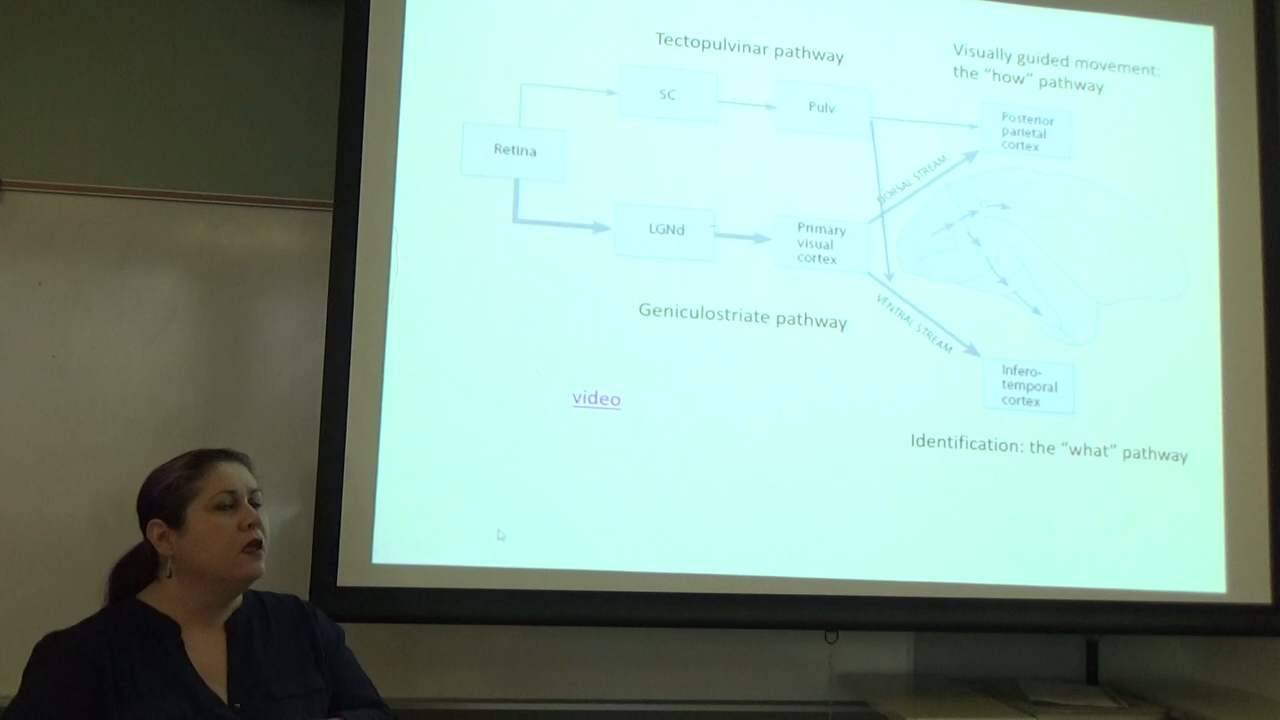 Tectopulvinar pathway
Visually guided movement:
the “how” pathway
SC
Pulv
Posterior
parietal
cortex
Retina
DORSAL STREAM
LGNd
Primary
visual
cortex
Geniculostriate pathway
VENTRAL STREAM
Infero-
temporal
cortex
video
Identification: the “what” pathway